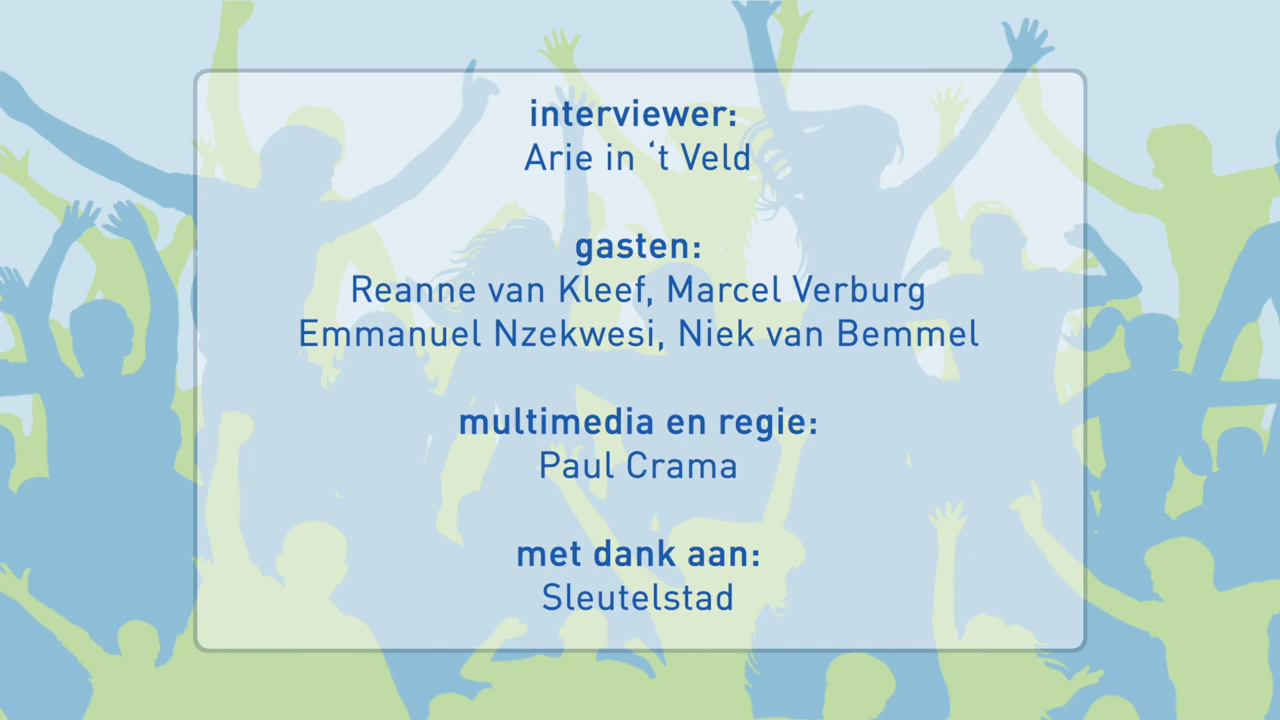 interviewer:
Arie in ‘t Veld
gasten:
Reanne van Kleef, Marcel Verburg
Emmanuel Nzekwesi, Niek van Bemmel
multimedia en regie:
Paul Crama
met dank aan:
Sleutelstad